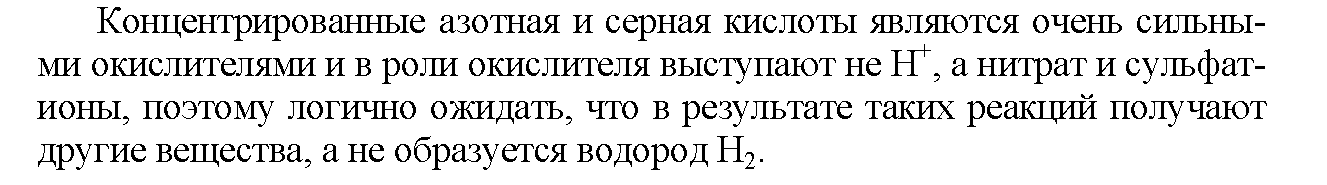 Концентрированные азотная и серная кислоты являются очень сильны-
ми окислителями и в роли окислителя выступают не H⁺, а нитрат и сульфат-
ионы, поэтому логично ожидать, что в результате таких реакций получают
другие вещества, а не образуется водород H₂.